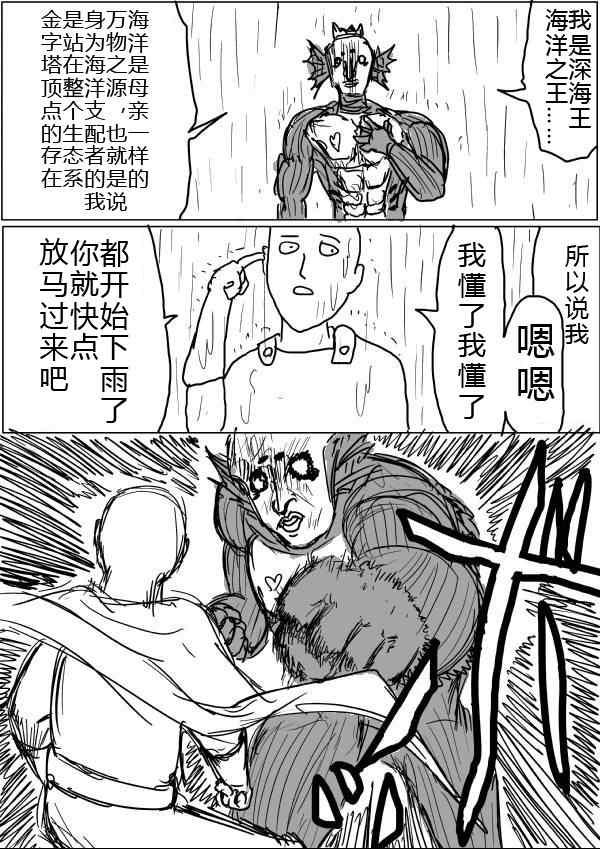 我是深海王
海洋之王……
海洋是母亲一样的
万物之源，也就是说
身为海洋支配者的我
是站在整个生态系
金字塔顶点的存在
所以说我
嗯嗯
我懂了我懂了
都开始下雨了
你就快点
放马过来吧